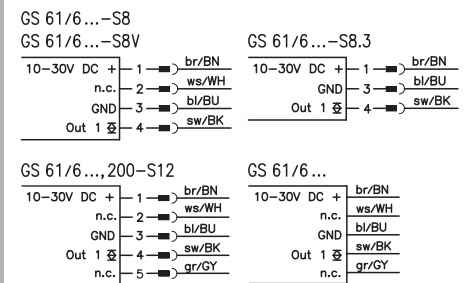 GS 61/6...-S8
GS 61/6...-S8V
10-30V DC + 1 br/BN
n.c. 2 ws/WH
GND 3 bl/BU
Out 1 4 sw/BK
GS 61/6...-S8.3
10-30V DC + 1 br/BN
GND 3 bl/BU
Out 1 4 sw/BK
GS 61/6...,200-S12
10-30V DC + 1 br/BN
n.c. 2 ws/WH
GND 3 bl/BU
Out 1 4 sw/BK
n.c. 5 gr/GY
GS 61/6...
10-30V DC + br/BN
n.c. ws/WH
GND bl/BU
Out 1 sw/BK
n.c. gr/GY